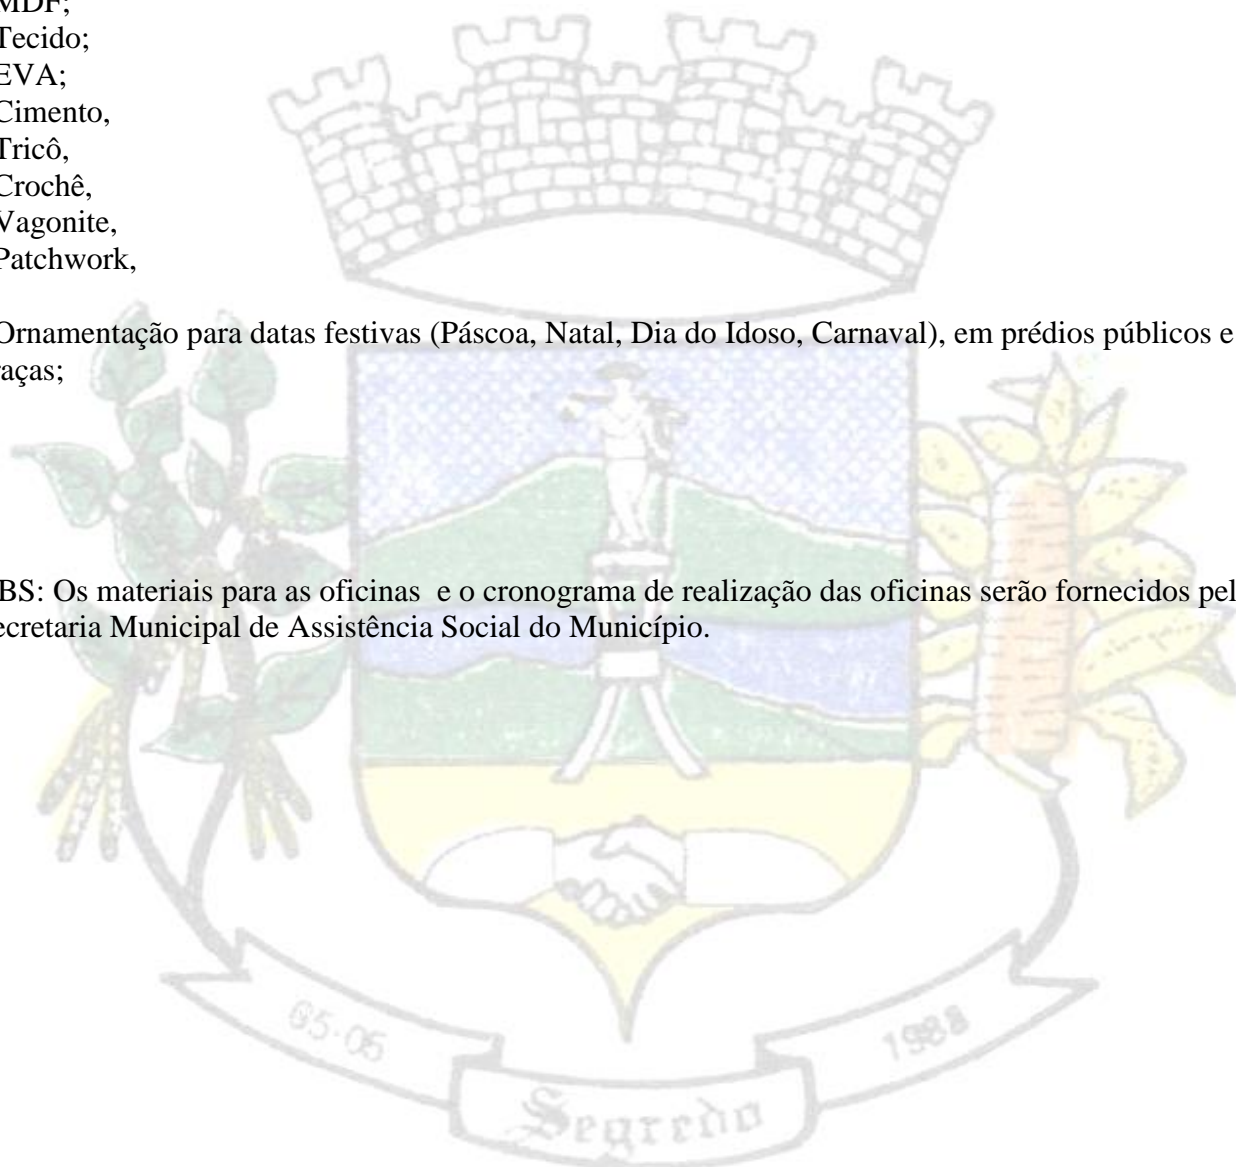 MDF;
Tecido;
EVA;
Cimento,
Tricô,
Crochê,
Vagonite,
Patchwork,
Ornamentação para datas festivas (Páscoa, Natal, Dia do Idoso, Carnaval), em prédios públicos e
raças;
BS: Os materiais para as oficinas e o cronograma de realização das oficinas serão fornecidos pel
ecretaria Municipal de Assistência Social do Município.
05-05
1988
Segredo